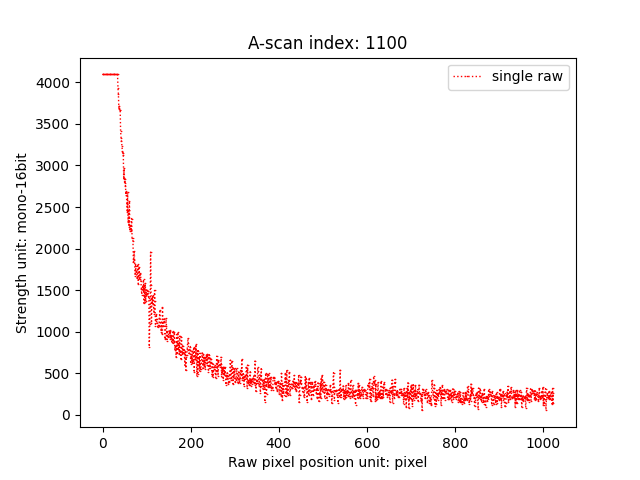 A-scan index: 1100
single raw
4000
3500
3000
2500
2000
1500
1000
500
0
Strength unit: mono-16bit
0 200 400 600 800 1000
Raw pixel position unit: pixel